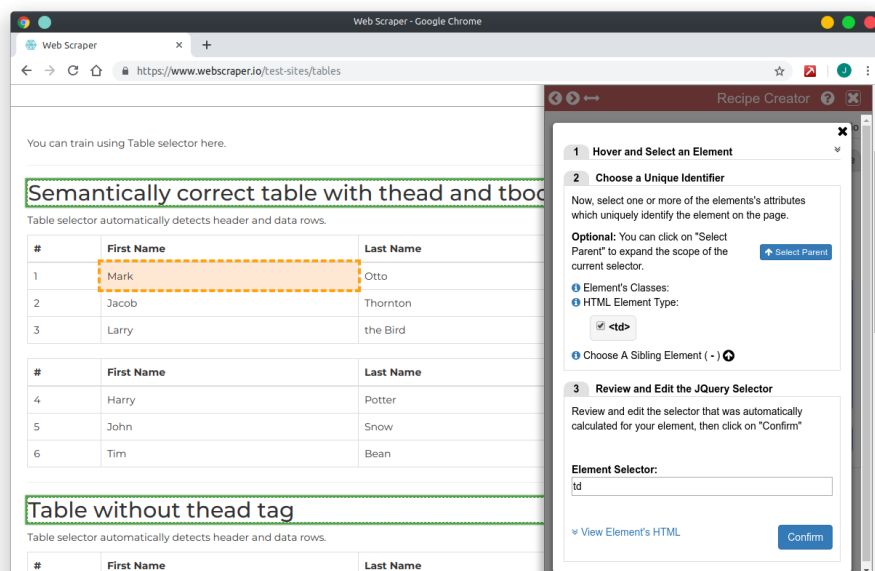 Web Scraper - Google Chrome
Web Scraper × +
https://www.webscraper.io/test-sites/tables
J
Recipe Creator ?
You can train using Table selector here.
Semantically correct table with thead and tbo
Table selector automatically detects header and data rows.
# First Name Last Name
1 Mark Otto
2 Jacob Thornton
3 Larry the Bird
# First Name Last Name
4 Harry Potter
5 John Snow
6 Tim Bean
Table without thead tag
Table selector automatically detects header and data rows.
# First Name Last Name
1 Hover and Select an Element
2 Choose a Unique Identifier
Now, select one or more of the elements's attributes
which uniquely identify the element on the page.
Optional: You can click on "Select
Parent" to expand the scope of the
current selector.
Select Parent
Element's Classes:
HTML Element Type:
<td>
Choose A Sibling Element ( - )
3 Review and Edit the JQuery Selector
Review and edit the selector that was automatically
calculated for your element, then click on "Confirm"
Element Selector:
td
View Element's HTML
Confirm